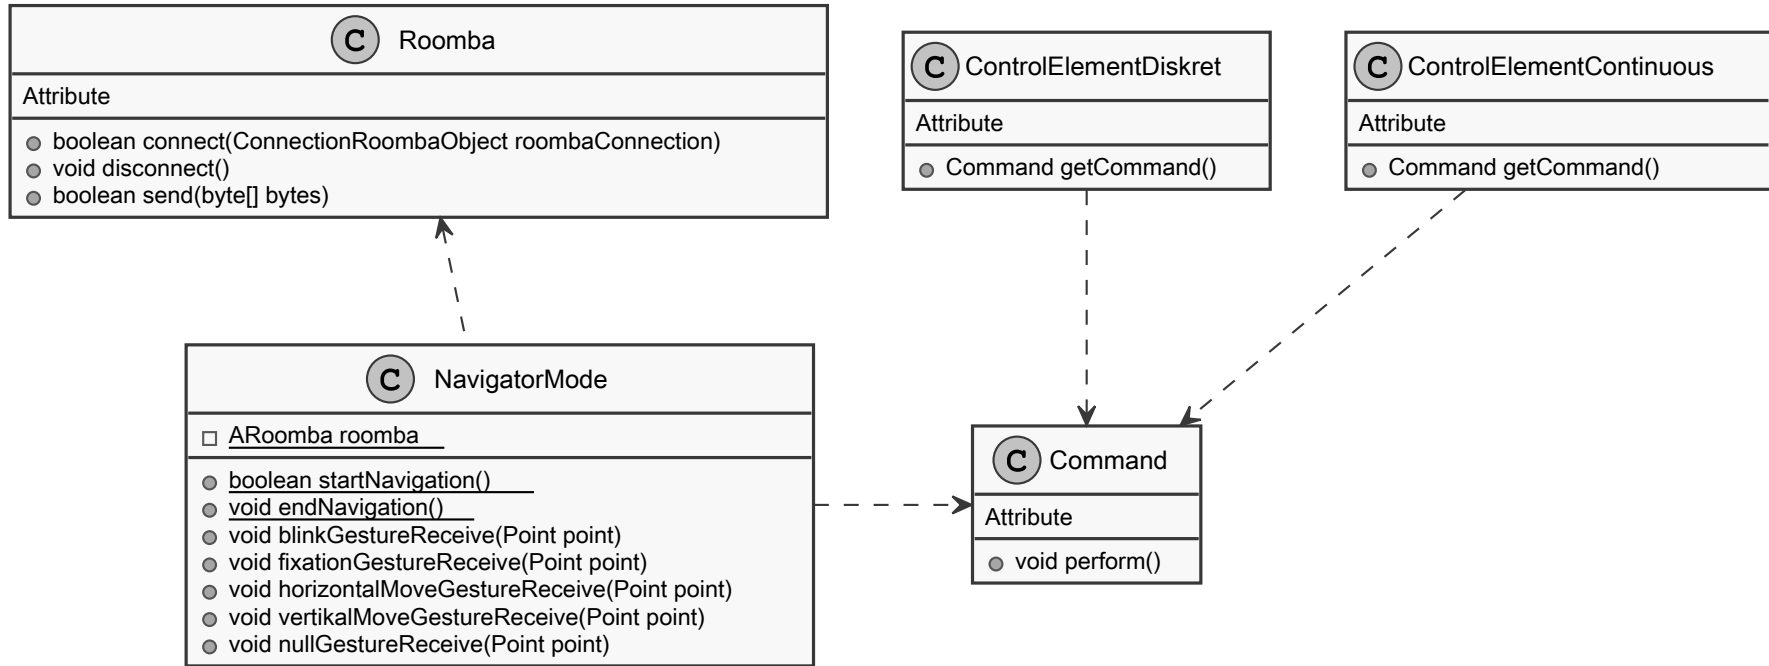 C Roomba
Attribute
boolean connect(ConnectionRoombaObject roombaConnection)
void disconnect()
boolean send(byte[] bytes)
C ControlElementDiskret
Attribute
Command getCommand()
C ControlElementContinuous
Attribute
Command getCommand()
C NavigatorMode
ARoomba roomba
boolean startNavigation()
void endNavigation()
void blinkGestureReceive(Point point)
void fixationGestureReceive(Point point)
void horizontalMoveGestureReceive(Point point)
void vertikalMoveGestureReceive(Point point)
void nullGestureReceive(Point point)
C Command
Attribute
void perform()